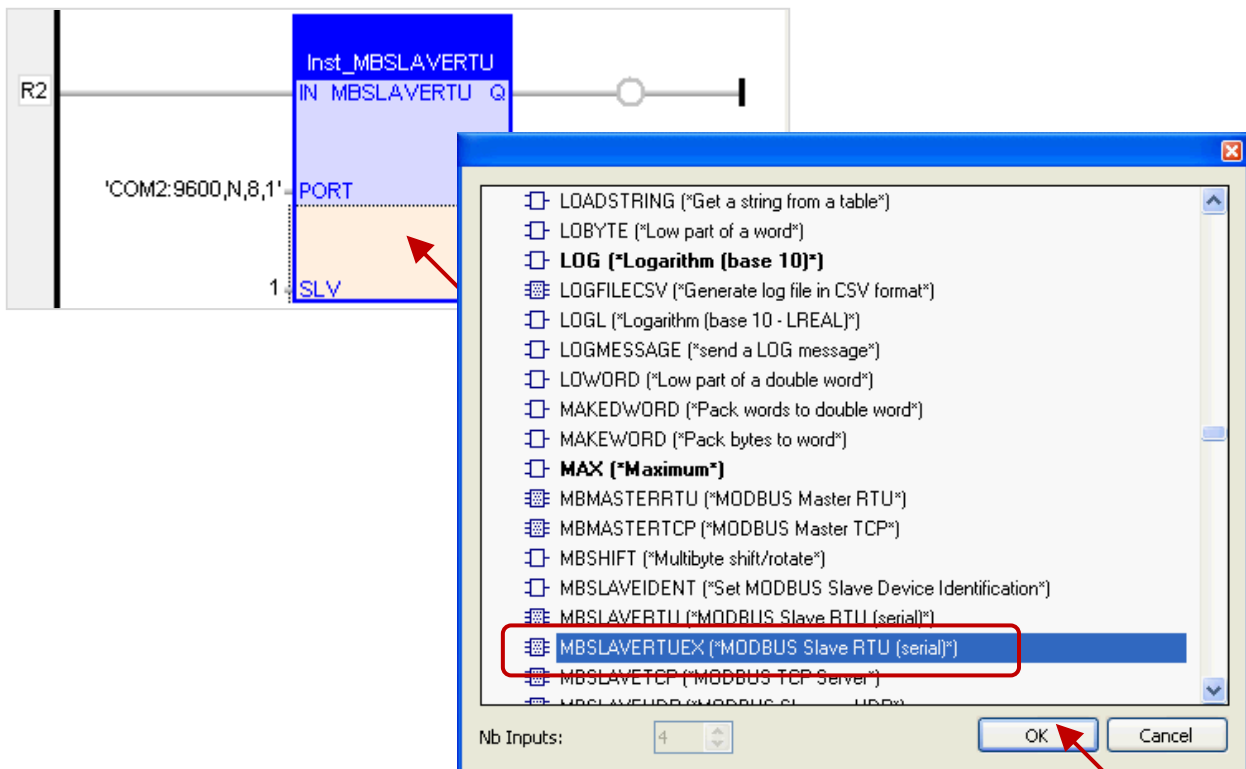 Inst_MBSLAVERTU
R2
IN MBSLAVERTU Q
'COM2:9600,N,8,1' PORT
1 SLV
LOADSTRING (*Get a string from a table*)
LOBYTE (*Low part of a word*)
LOG (*Logarithm (base 10)*)
LOGFILECSV (*Generate log file in CSV format*)
LOGL (*Logarithm (base 10 - LREAL)*)
LOGMESSAGE (*send a LOG message*)
LOWORD (*Low part of a double word*)
MAKEDWORD (*Pack words to double word*)
MAKEWORD (*Pack bytes to word*)
MAX (*Maximum*)
MBMASTERRTU (*MODBUS Master RTU*)
MBMASTERTCP (*MODBUS Master TCP*)
MBSHIFT (*Multibyte shift/rotate*)
MBSLAVEIDENT (*Set MODBUS Slave Device Identification*)
MBSLAVERTU (*MODBUS Slave RTU (serial)*)
MBSLAVERTUEX (*MODBUS Slave RTU (serial)*)
MBSLAVETCP (*MODBUS TCP Server*)
Nb Inputs: 4 OK Cancel